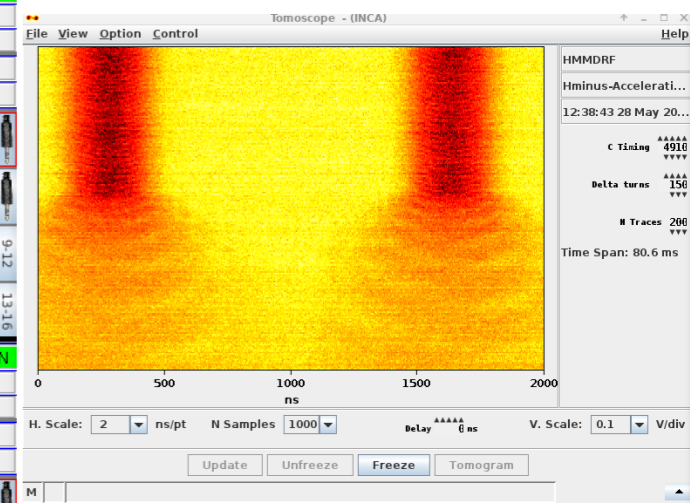 Tomoscope - (INCA)
File View Option Control Help
HMMDRF
Hminus-Accelerati...
12:38:43 28 May 20...
C Timing 4910
Delta turns 150
N Traces 200
Time Span: 80.6 ms
9-12
13-16
N
0 500 1000 1500 2000
ns
H. Scale: 2 ns/pt N Samples 1000 Delay 0 ns V. Scale: 0.1 V/div
Update Unfreeze Freeze Tomogram
M